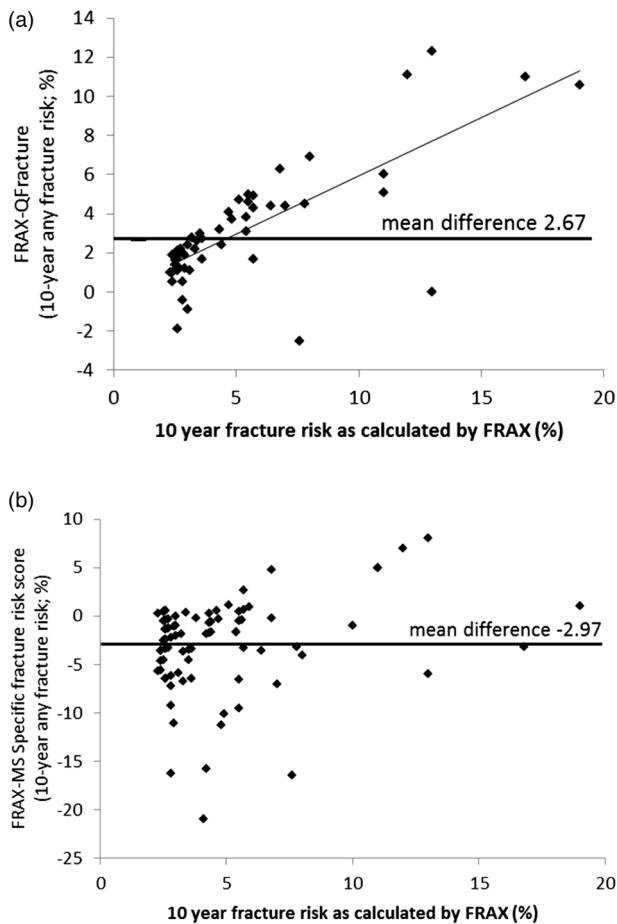 (a)
14
12
10
8
6
4
2
0
-2
-4
FRAX-QFracture
(10-year any fracture risk; %)
mean difference 2.67
0 5 10 15 20
10 year fracture risk as calculated by FRAX (%)
(b)
10
5
0
-5
-10
-15
-20
-25
FRAX-MS Specific fracture risk score
(10-year any fracture risk; %)
mean difference -2.97
0 5 10 15 20
10 year fracture risk as calculated by FRAX (%)